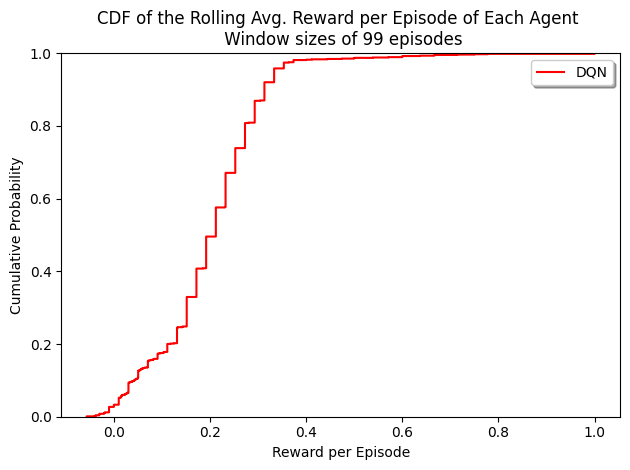 CDF of the Rolling Avg. Reward per Episode of Each Agent
Window sizes of 99 episodes
DQN
1.0
0.8
0.6
0.4
0.2
0.0
Cumulative Probability
0.0 0.2 0.4 0.6 0.8 1.0
Reward per Episode